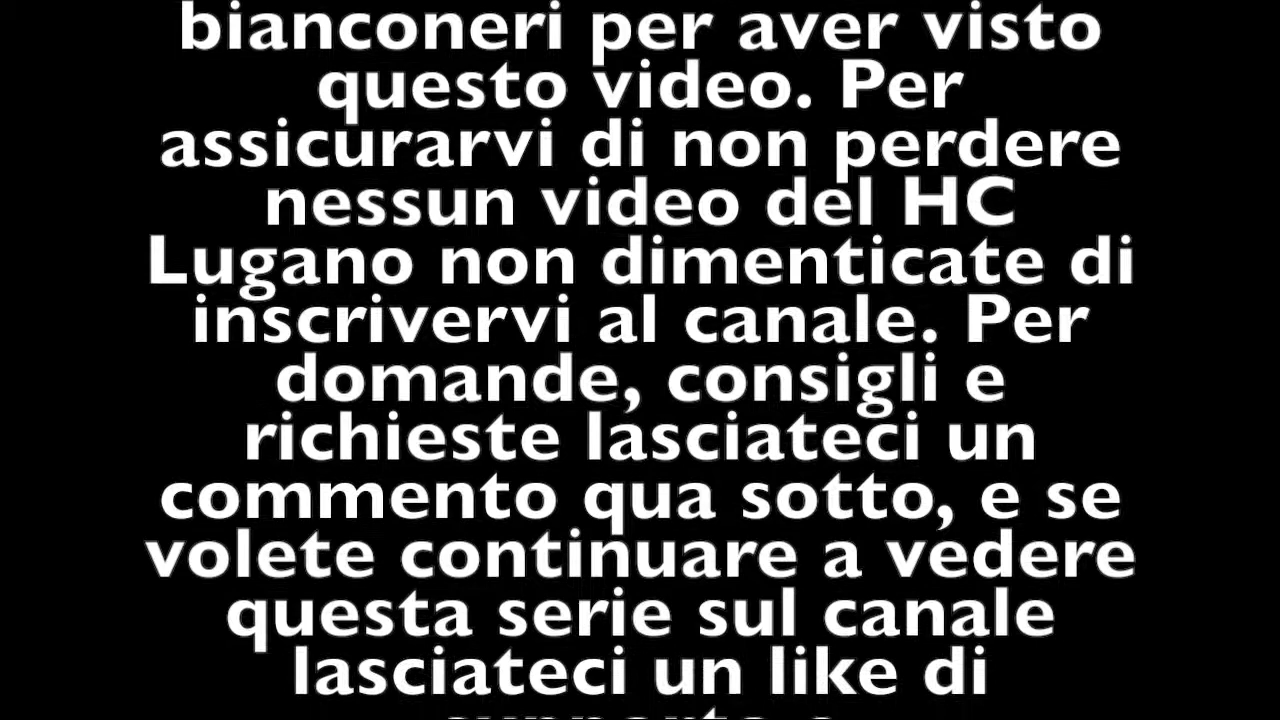 bianconeri per aver visto
questo video. Per
assicurarvi di non perdere
nessun video del HC
Lugano non dimenticate di
inscrivervi al canale. Per
domande, consigli e
richieste lasciateci un
commento qua sotto, e se
volete continuare a vedere
questa serie sul canale
lasciateci un like di